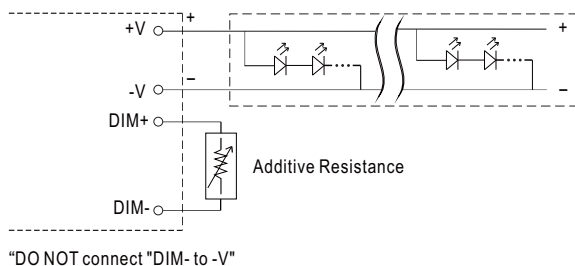 +
+V
+
-V
−
−
DIM+
Additive Resistance
DIM-
“DO NOT connect "DIM- to -V"